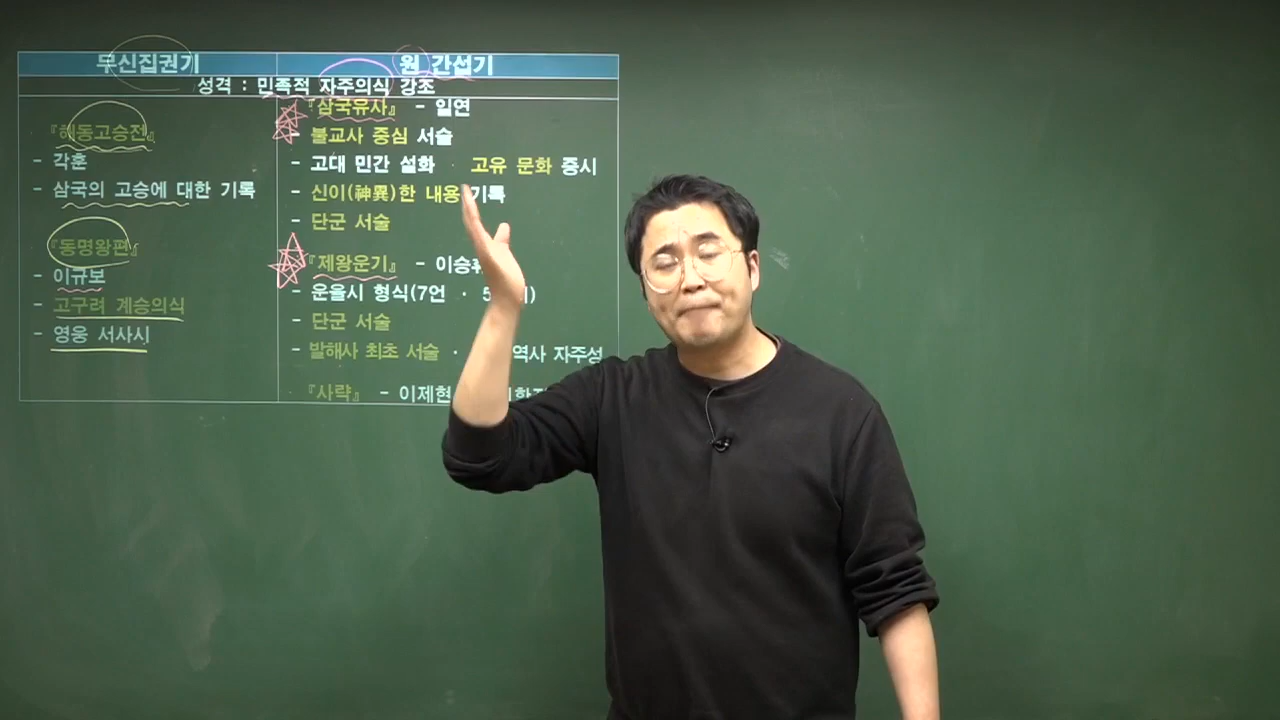 무신집권기
원 간섭기
성격 : 민족적 자주의식 강조
『해동고승전』
- 각훈
- 삼국의 고승에 대한 기록
『동명왕편』
- 이규보
- 고구려 계승의식
- 영웅 서사시
『삼국유사』 - 일연
- 불교사 중심 서술
- 고대 민간 설화 · 고유 문화 중시
- 신이(神異)한 내용 기록
- 단군 서술
『제왕운기』 - 이승휴
- 운율시 형식(7언 · 5
- 단군 서술
- 발해사 최초 서술 · 역사 자주성
『사략』 - 이제현